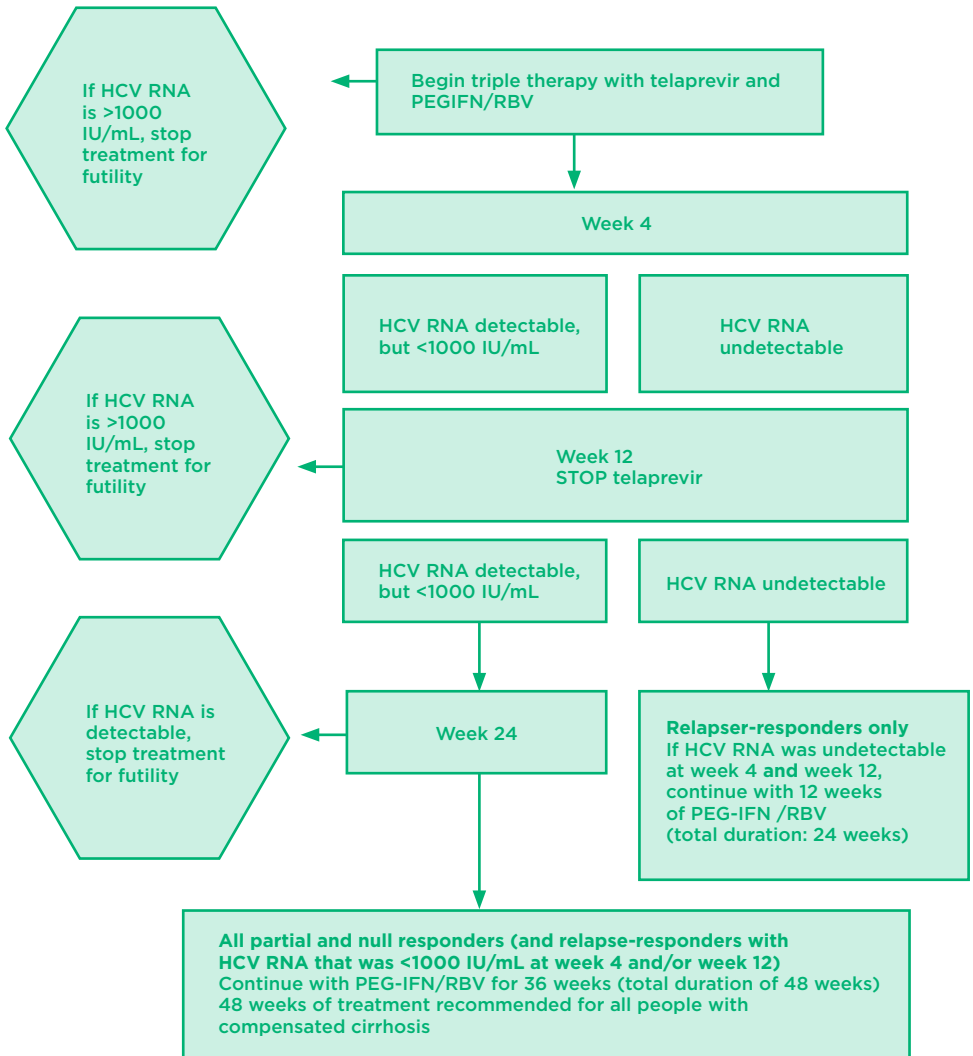 If HCV RNA
is >1000
IU/mL, stop
treatment for
futility
Begin triple therapy with telaprevir and
PEGIFN/RBV
Week 4
HCV RNA detectable,
but <1000 IU/mL
HCV RNA
undetectable
If HCV RNA
is >1000
IU/mL, stop
treatment for
futility
Week 12
STOP telaprevir
HCV RNA detectable,
but <1000 IU/mL
HCV RNA undetectable
If HCV RNA is
detectable,
stop treatment
for futility
Week 24
Relapser-responders only
If HCV RNA was undetectable
at week 4 and week 12,
continue with 12 weeks
of PEG-IFN /RBV
(total duration: 24 weeks)
All partial and null responders (and relapse-responders with
HCV RNA that was <1000 IU/mL at week 4 and/or week 12)
Continue with PEG-IFN/RBV for 36 weeks (total duration of 48 weeks)
48 weeks of treatment recommended for all people with
compensated cirrhosis